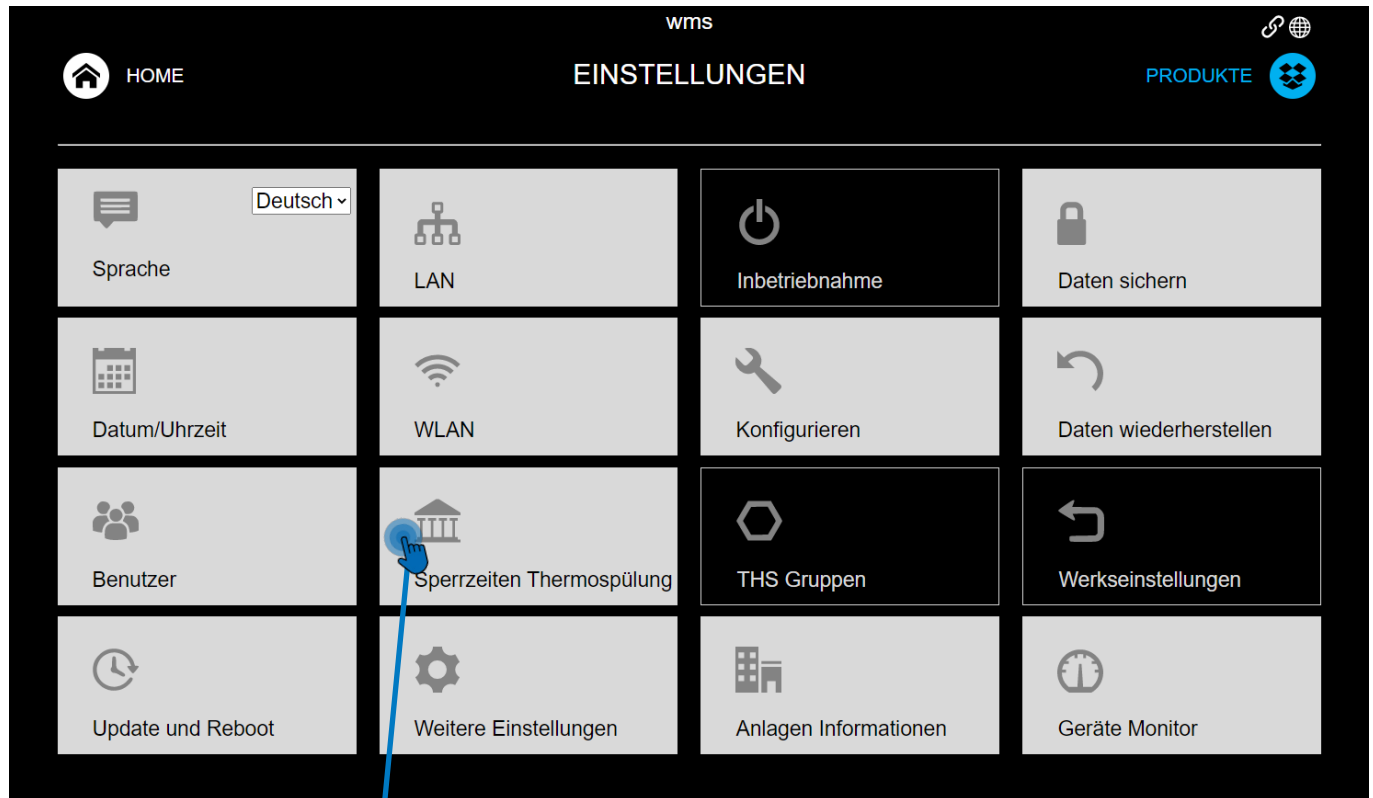 wms
HOME
EINSTELLUNGEN
PRODUKTE
Deutsch
Sprache
LAN
Inbetriebnahme
Daten sichern
Datum/Uhrzeit
WLAN
Konfigurieren
Daten wiederherstellen
Benutzer
Sperrzeiten Thermospülung
THS Gruppen
Werkseinstellungen
Update und Reboot
Weitere Einstellungen
Anlagen Informationen
Geräte Monitor